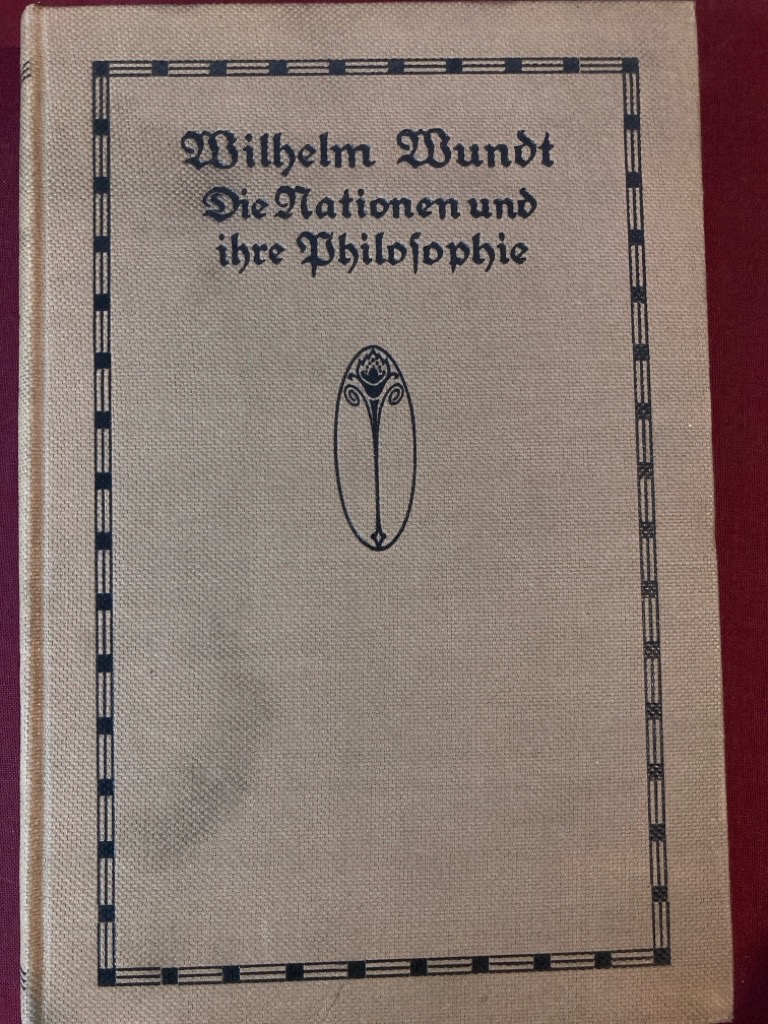 Wilhelm Wundt
Die Nationen und
ihre Philoſophie